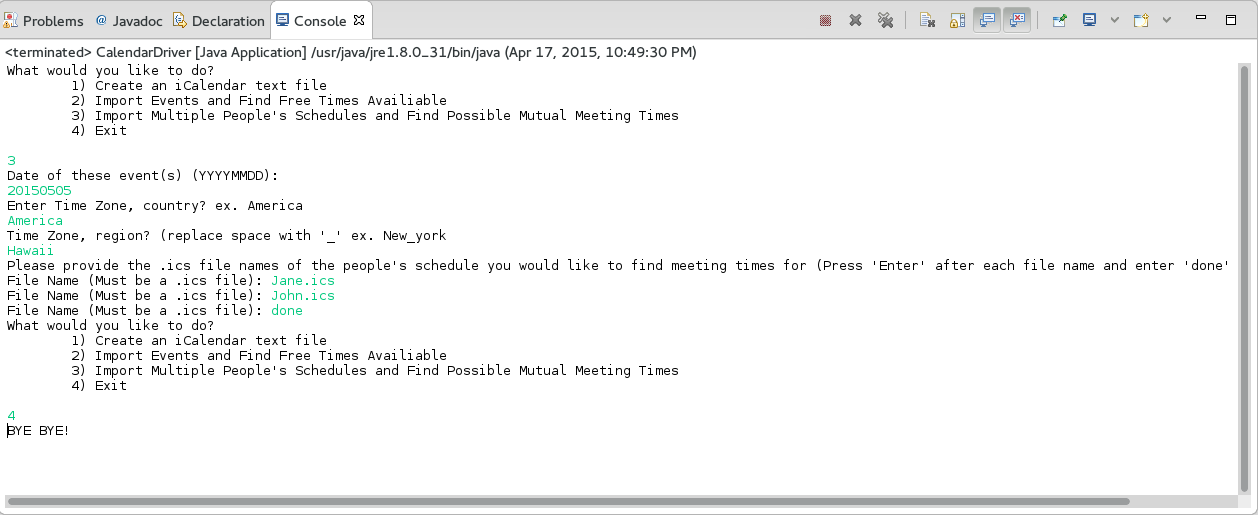 Problems @ Javadoc Declaration Console
<terminated> CalendarDriver [Java Application] /usr/java/jre1.8.0_31/bin/java (Apr 17, 2015, 10:49:30 PM)
What would you like to do?
1) Create an iCalendar text file
2) Import Events and Find Free Times Availiable
3) Import Multiple People's Schedules and Find Possible Mutual Meeting Times
4) Exit
3
Date of these event(s) (YYYYMMDD):
20150505
Enter Time Zone, country? ex. America
America
Time Zone, region? (replace space with '_' ex. New_york
Hawaii
Please provide the .ics file names of the people's schedule you would like to find meeting times for (Press 'Enter' after each file name and enter 'done'
File Name (Must be a .ics file): Jane.ics
File Name (Must be a .ics file): John.ics
File Name (Must be a .ics file): done
What would you like to do?
1) Create an iCalendar text file
2) Import Events and Find Free Times Availiable
3) Import Multiple People's Schedules and Find Possible Mutual Meeting Times
4) Exit
4
BYE BYE!